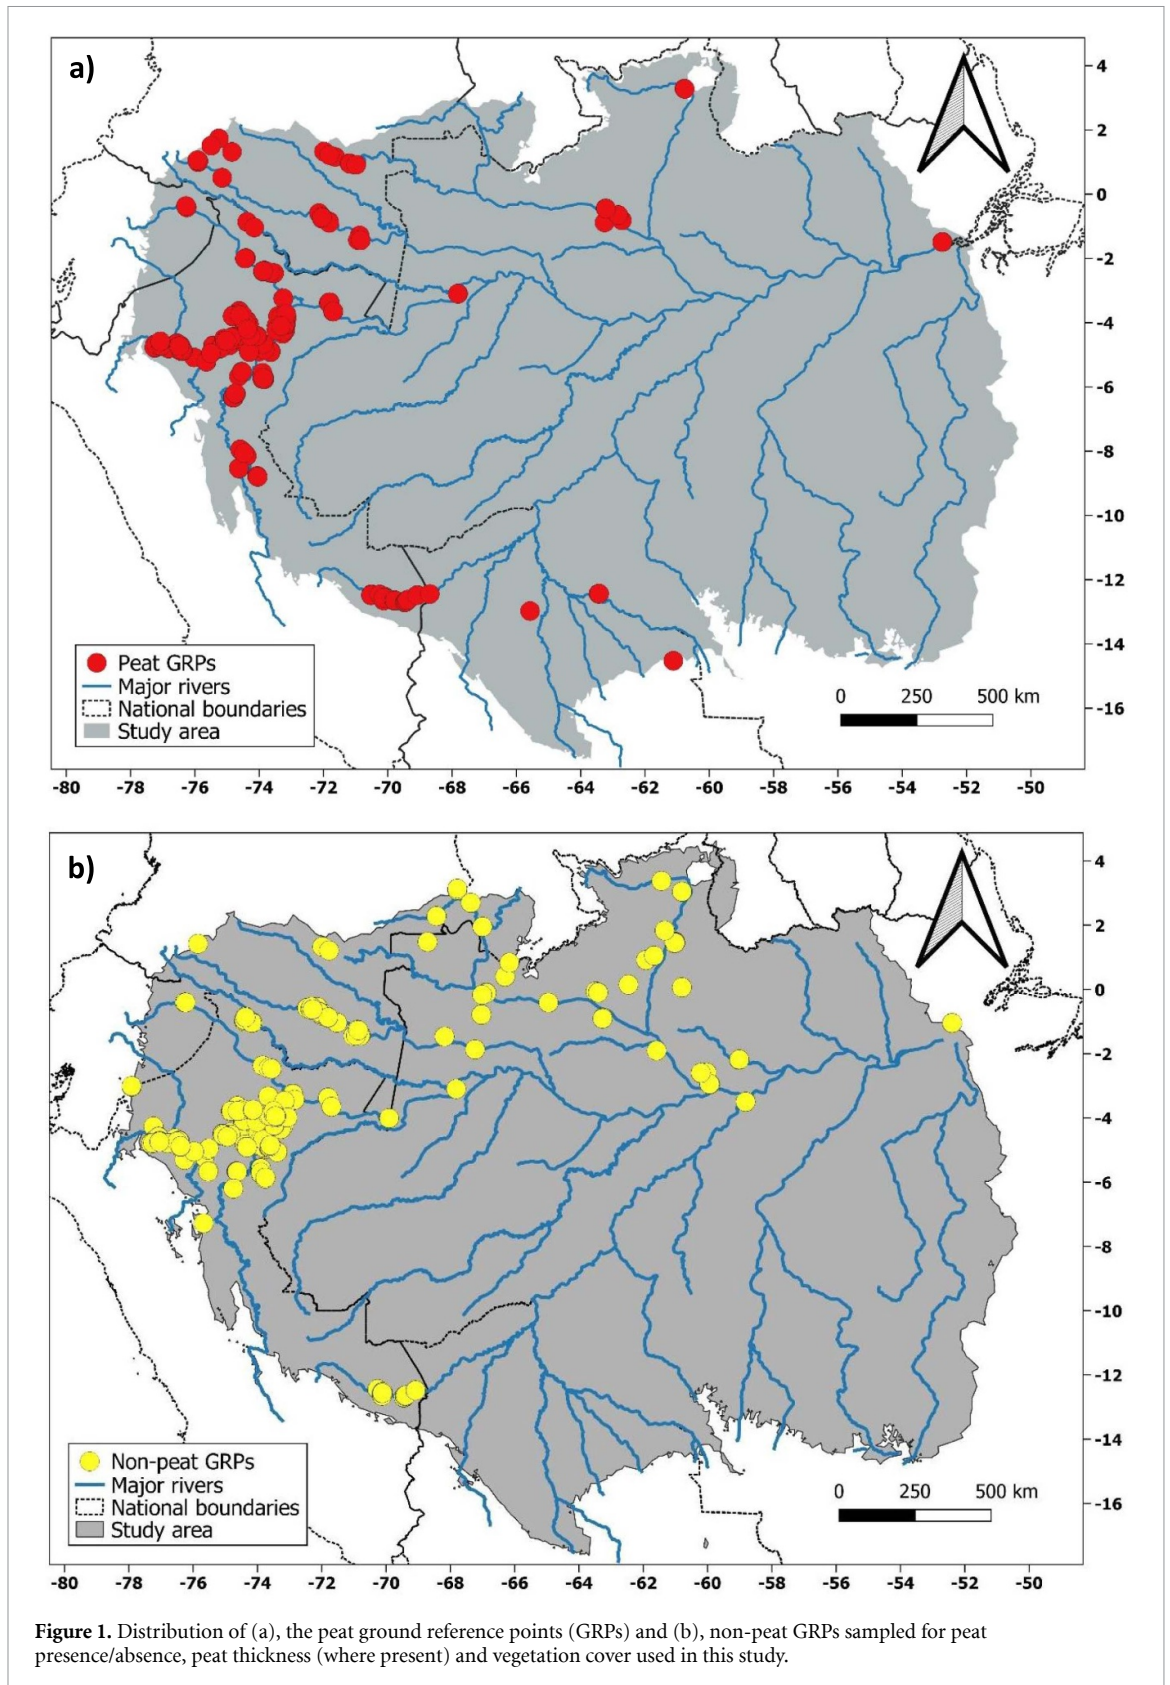 a)
4
2
0
-2
-4
-6
-8
-10
-12
-14
-16
Peat GRPs
Major rivers
National boundaries
Study area
0 250 500 km
-80 -78 -76 -74 -72 -70 -68 -66 -64 -62 -60 -58 -56 -54 -52 -50
b)
4
2
0
-2
-4
-6
-8
-10
-12
-14
-16
Non-peat GRPs
Major rivers
National boundaries
Study area
0 250 500 km
-80 -78 -76 -74 -72 -70 -68 -66 -64 -62 -60 -58 -56 -54 -52 -50
Figure 1. Distribution of (a), the peat ground reference points (GRPs) and (b), non-peat GRPs sampled for peat
presence/absence, peat thickness (where present) and vegetation cover used in this study.